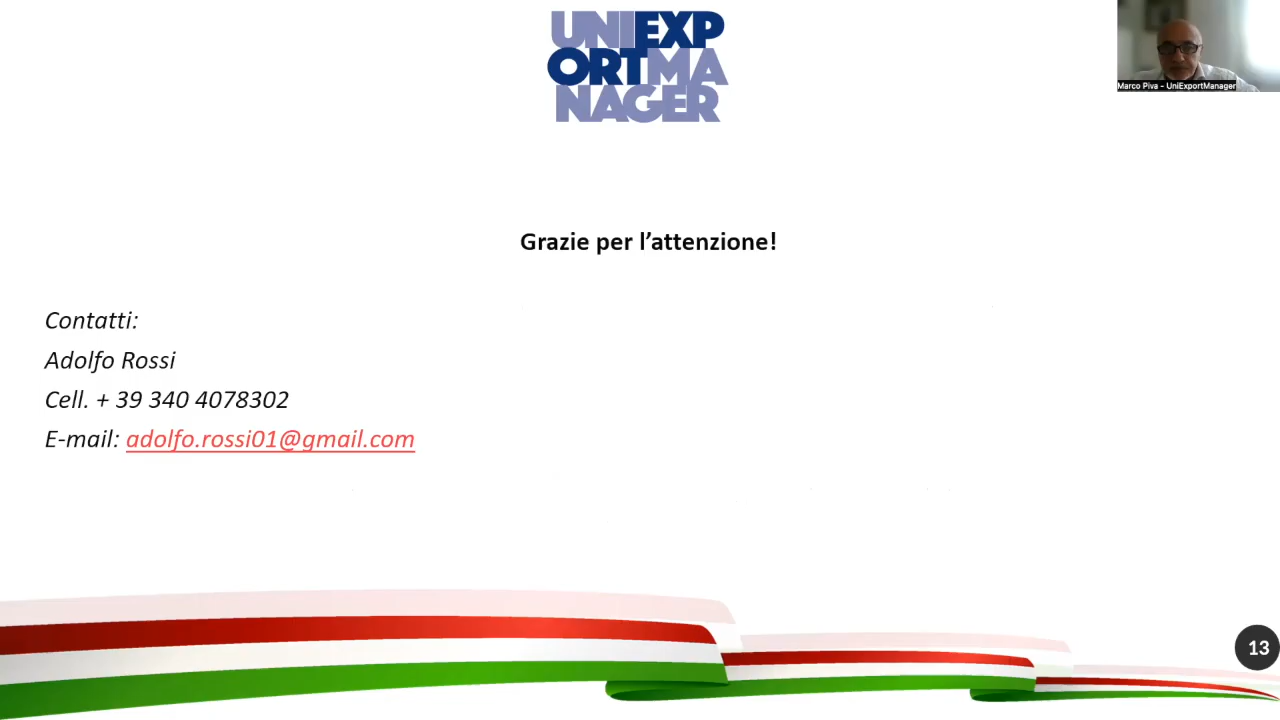 UNIEXP
ORTMA
NAGER
Marco Piva - UniExportManager
Grazie per l’attenzione!
Contatti:
Adolfo Rossi
Cell. + 39 340 4078302
E-mail: adolfo.rossi01@gmail.com
13